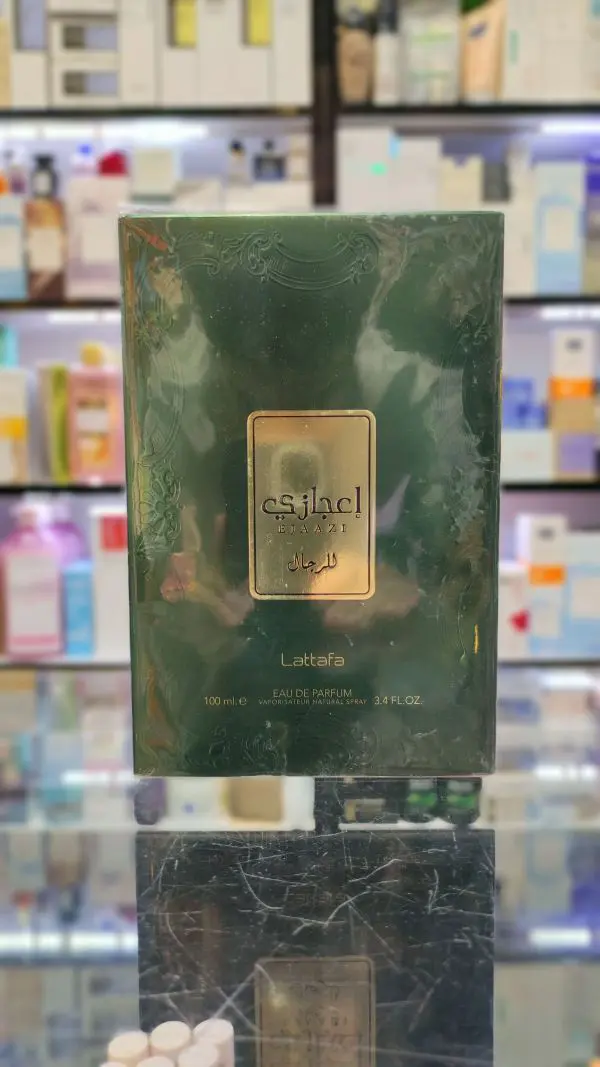 إعجازي
EJAAZI
للرجال
Lattafa
EAU DE PARFUM
100 ml. e VAPORISATEUR NATURAL SPRAY 3.4 FL.OZ.